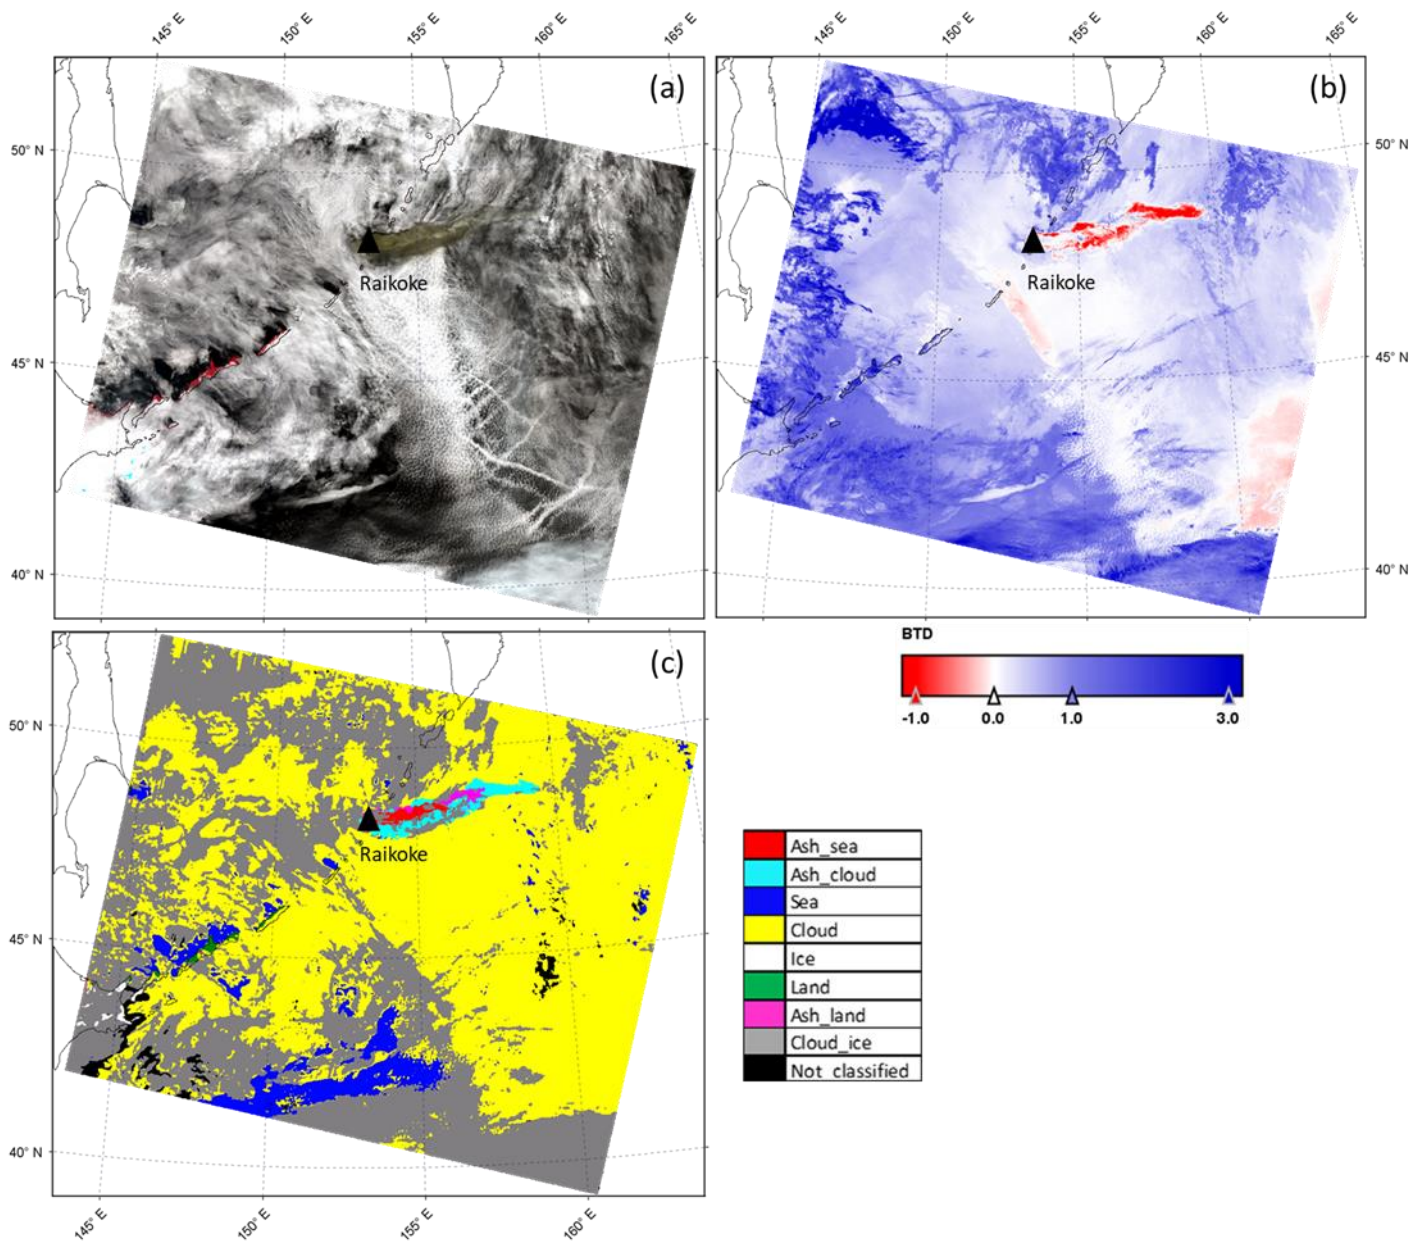 145° E 150° E 155° E 160° E 165° E 145° E 150° E 155° E 160° E 165° E
(a) (b)
50° N 50° N
Raikoke Raikoke
45° N 45° N
40° N 40° N
(c)
BTD
-1.0 0.0 1.0 3.0
50° N
Raikoke
45° N
40° N
145° E 150° E 155° E 160° E
Ash_sea
Ash_cloud
Sea
Cloud
Ice
Land
Ash_land
Cloud_ice
Not_classified